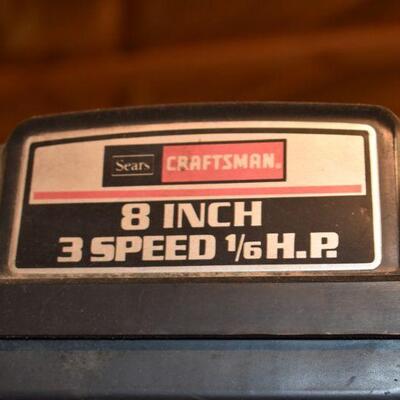 Sears CRAFTSMAN®
8 INCH
3 SPEED 1/6 H.P.